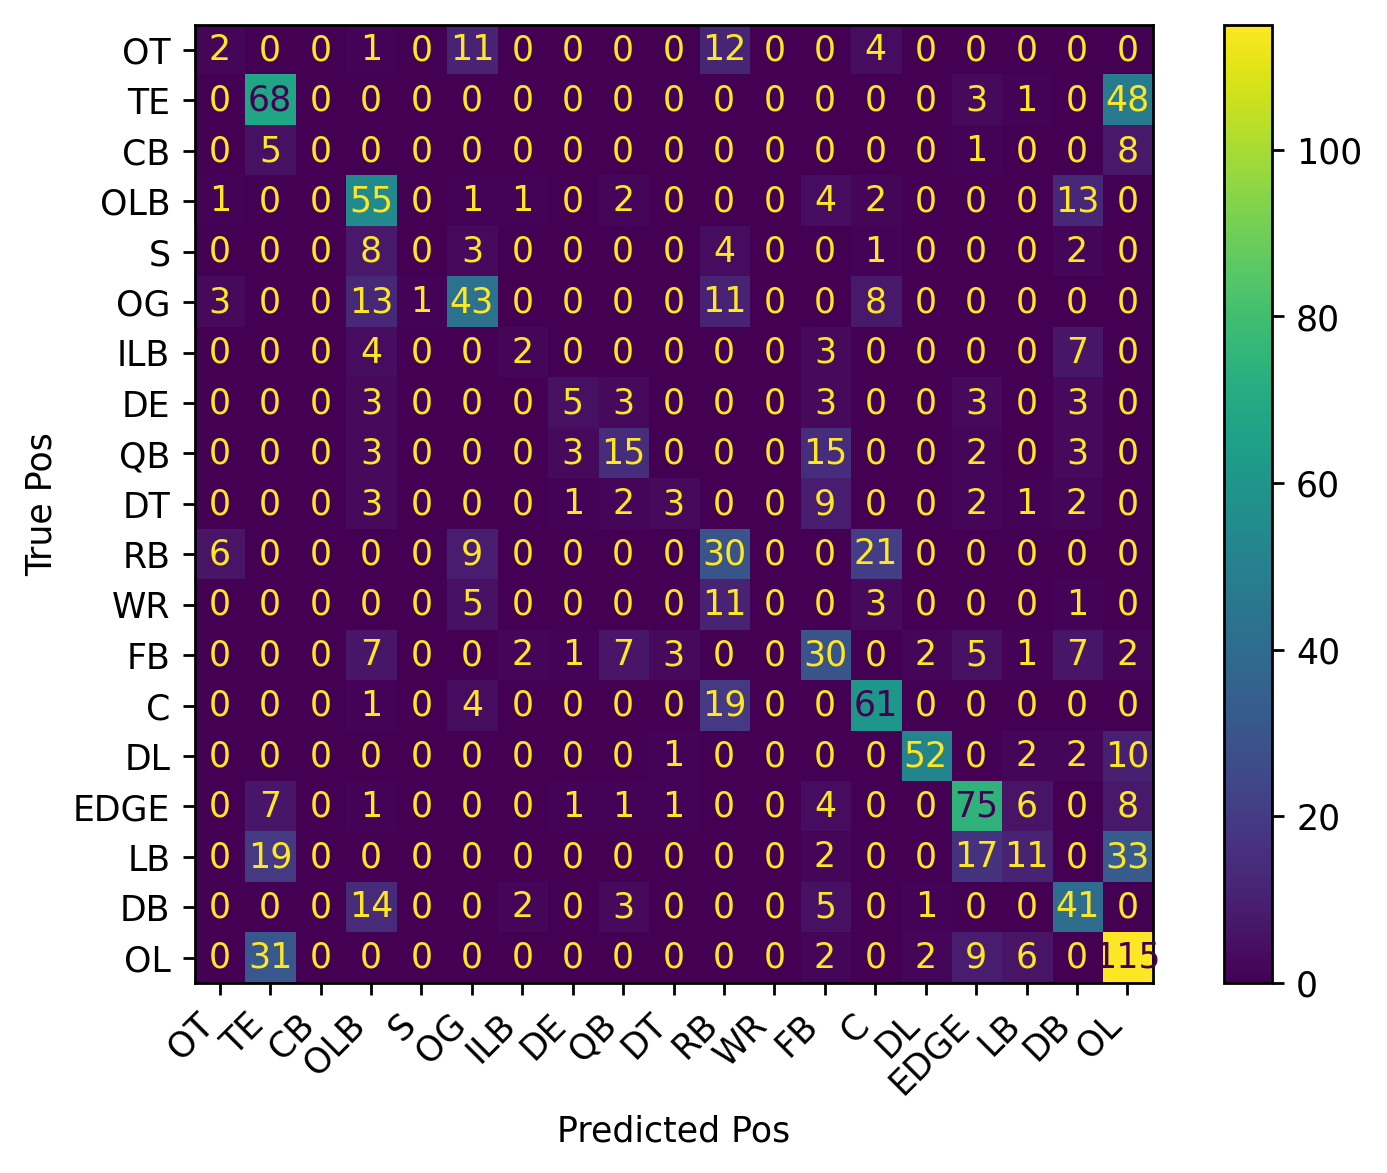 OT 2 0 0 1 0 11 0 0 0 0 12 0 0 4 0 0 0 0 0
TE 0 68 0 0 0 0 0 0 0 0 0 0 0 0 0 3 1 0 48
CB 0 5 0 0 0 0 0 0 0 0 0 0 0 0 0 1 0 0 8
OLB 1 0 0 55 0 1 1 0 2 0 0 0 4 2 0 0 0 13 0
S 0 0 0 8 0 3 0 0 0 0 4 0 0 1 0 0 0 2 0
OG 3 0 0 13 1 43 0 0 0 0 11 0 0 8 0 0 0 0 0
ILB 0 0 0 4 0 0 2 0 0 0 0 0 3 0 0 0 0 7 0
DE 0 0 0 3 0 0 0 5 3 0 0 0 3 0 0 3 0 3 0
QB 0 0 0 3 0 0 0 3 15 0 0 0 15 0 0 2 0 3 0
DT 0 0 0 3 0 0 0 1 2 3 0 0 9 0 0 2 1 2 0
RB 6 0 0 0 0 9 0 0 0 0 30 0 0 21 0 0 0 0 0
WR 0 0 0 0 0 5 0 0 0 0 11 0 0 3 0 0 0 1 0
FB 0 0 0 7 0 0 2 1 7 3 0 0 30 0 2 5 1 7 2
C 0 0 0 1 0 4 0 0 0 0 19 0 0 61 0 0 0 0 0
DL 0 0 0 0 0 0 0 0 0 1 0 0 0 0 52 0 2 2 10
EDGE 0 7 0 1 0 0 0 1 1 1 0 0 4 0 0 75 6 0 8
LB 0 19 0 0 0 0 0 0 0 0 0 0 2 0 0 17 11 0 33
DB 0 0 0 14 0 0 2 0 3 0 0 0 5 0 1 0 0 41 0
OL 0 31 0 0 0 0 0 0 0 0 0 0 2 0 2 9 6 0 115
OT TE CB OLB S OG ILB DE QB DT RB WR FB C DL EDGE LB DB OL
Predicted Pos
True Pos
100
80
60
40
20
0